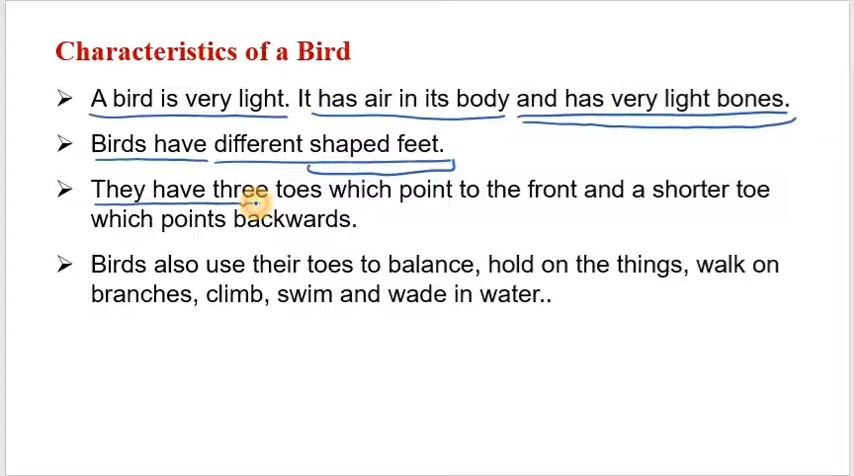 Characteristics of a Bird
➢ A bird is very light. It has air in its body and has very light bones.
➢ Birds have different shaped feet.
➢ They have three toes which point to the front and a shorter toe
which points backwards.
➢ Birds also use their toes to balance, hold on the things, walk on
branches, climb, swim and wade in water..